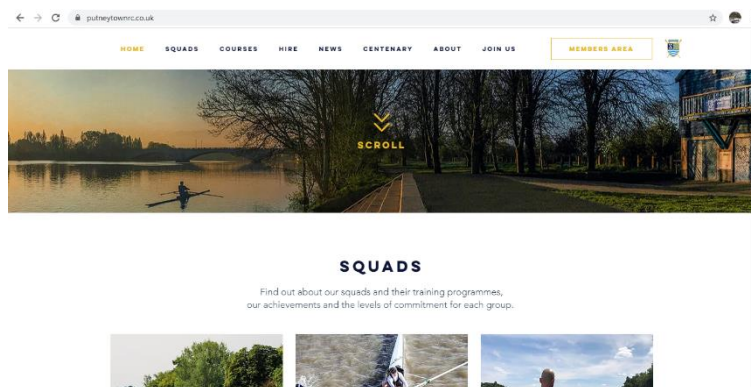 putneytownrc.co.uk
HOME SQUADS COURSES HIRE NEWS CENTENARY ABOUT JOIN US MEMBERS AREA
SCROLL
SQUADS
Find out about our squads and their training programmes,
our achievements and the levels of commitment for each group.